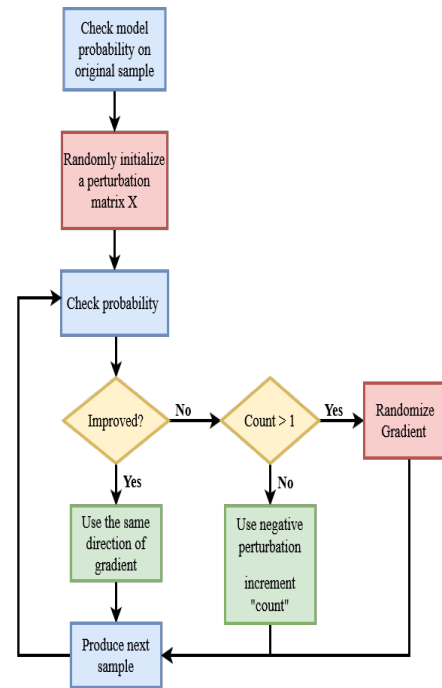 Check model
probability on
original sample
Randomly initialize
a perturbation
matrix X
Check probability
Improved?
No
Count > 1
Yes
Randomize
Gradient
Yes
No
Use the same
direction of
gradient
Use negative
perturbation
increment
"count"
Produce next
sample